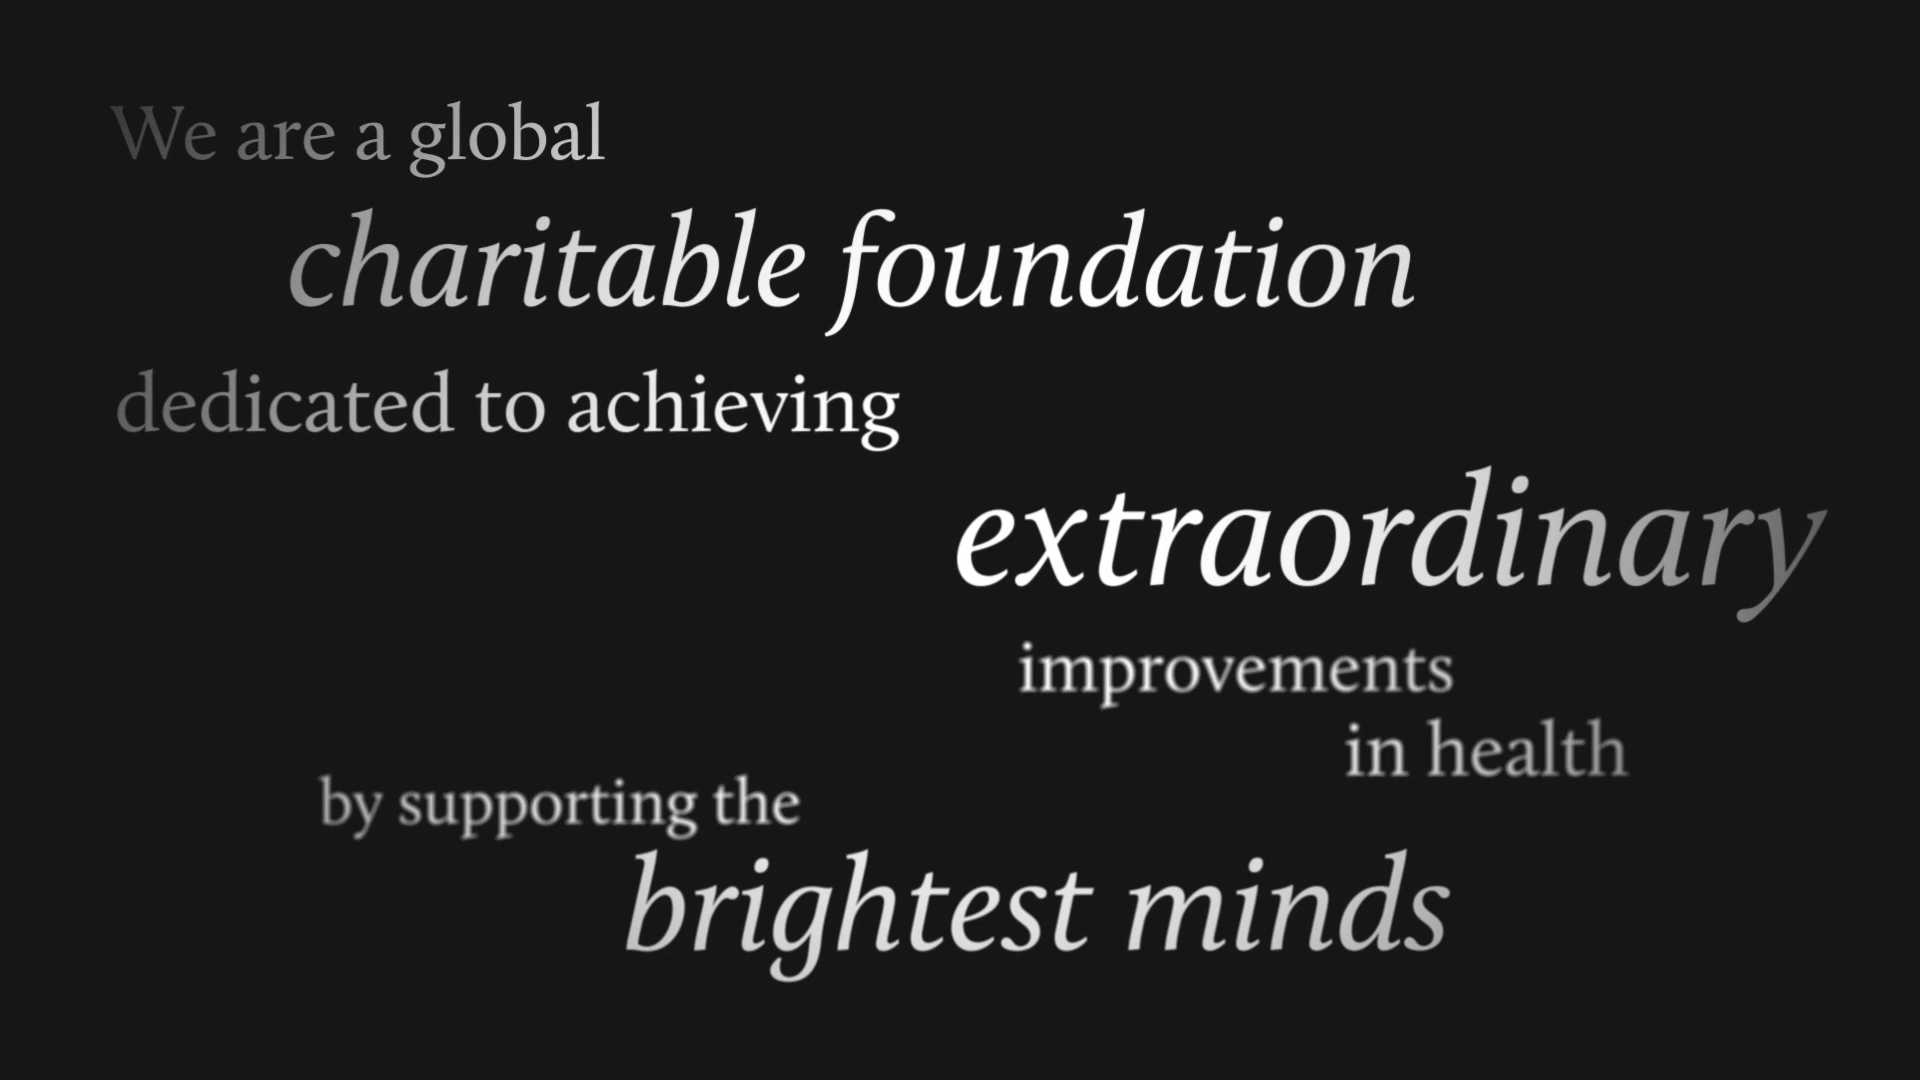 We are a global
charitable foundation
dedicated to achieving
extraordinary
improvements
in health
by supporting the
brightest minds